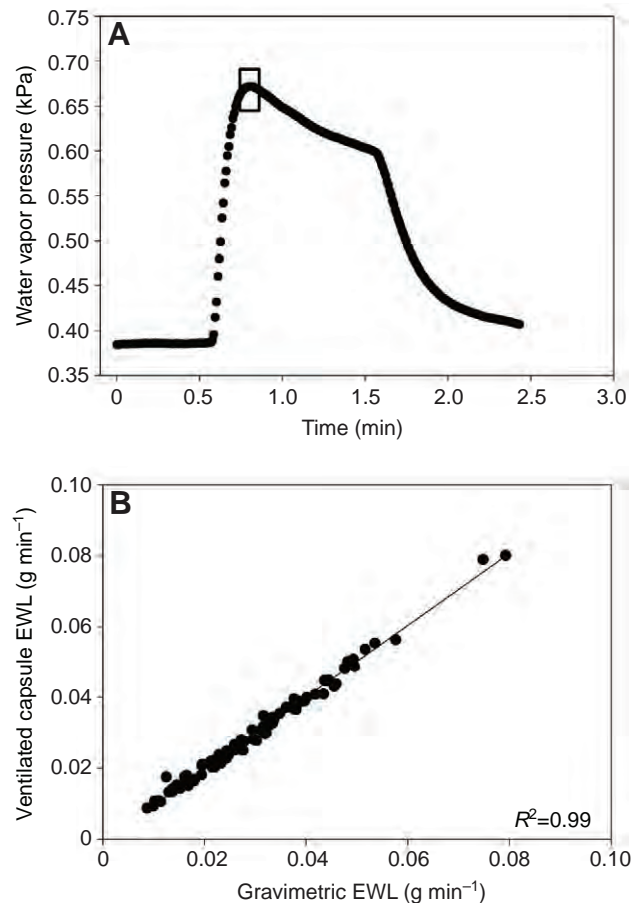 A
0.75
0.70
0.65
0.60
0.55
0.50
0.45
0.40
0.35
Water vapor pressure (kPa)
0 0.5 1.0 1.5 2.0 2.5 3.0
Time (min)
B
0.10
0.08
0.06
0.04
0.02
0
Ventilated capsule EWL (g min⁻¹)
R²=0.99
0.02 0.04 0.06 0.08 0.10
Gravimetric EWL (g min⁻¹)